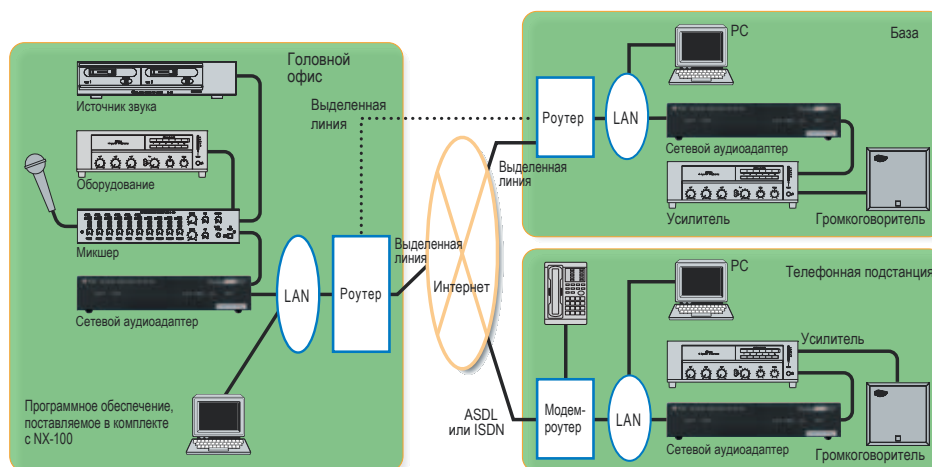 Головной
офис
Источник звука
Выделенная
линия
Оборудование
Микшер
Сетевой аудиоадаптер
LAN
Роутер
Выделенная
линия
Интернет
Программное обеспечение,
поставляемое в комплекте
с NX-100
База
PC
Роутер
LAN
Выделенная
линия
Сетевой аудиоадаптер
Усилитель
Громкоговоритель
Телефонная подстанция
PC
Усилитель
ASDL
или ISDN
Модем-
роутер
LAN
Сетевой аудиоадаптер
Громкоговоритель